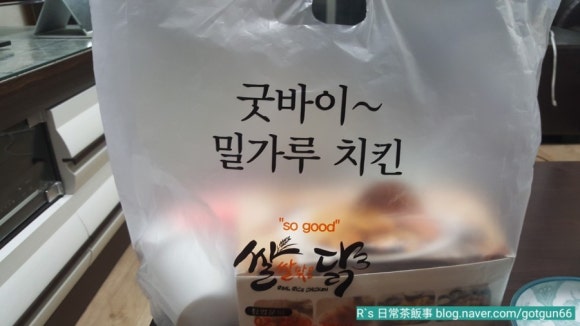 굿바이~
밀가루 치킨
"so good"
쌀 닭
R`s 日常茶飯事 blog.naver.com/gotgun66